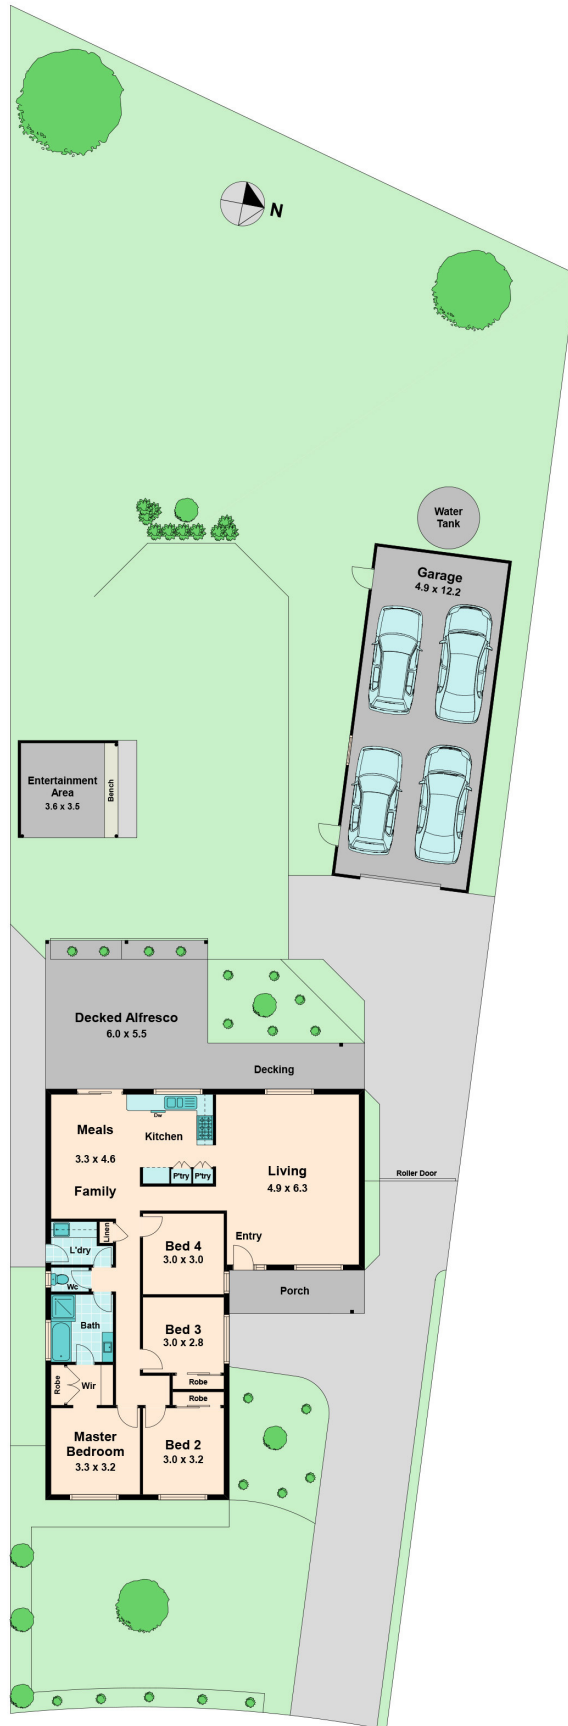 N
Water
Tank
Garage
4.9 x 12.2
Entertainment
Area
3.6 x 3.5
Bench
Decked Alfresco
6.0 x 5.5
Decking
Meals
3.3 x 4.6
Family
Dw
Kitchen
P'try
P'try
Living
4.9 x 6.3
Roller Door
Linen
L'dry
Bed 4
3.0 x 3.0
Entry
Wc
Porch
Bath
Bed 3
3.0 x 2.8
Robe
Wir
Robe
Robe
Master
Bedroom
3.3 x 3.2
Bed 2
3.0 x 3.2